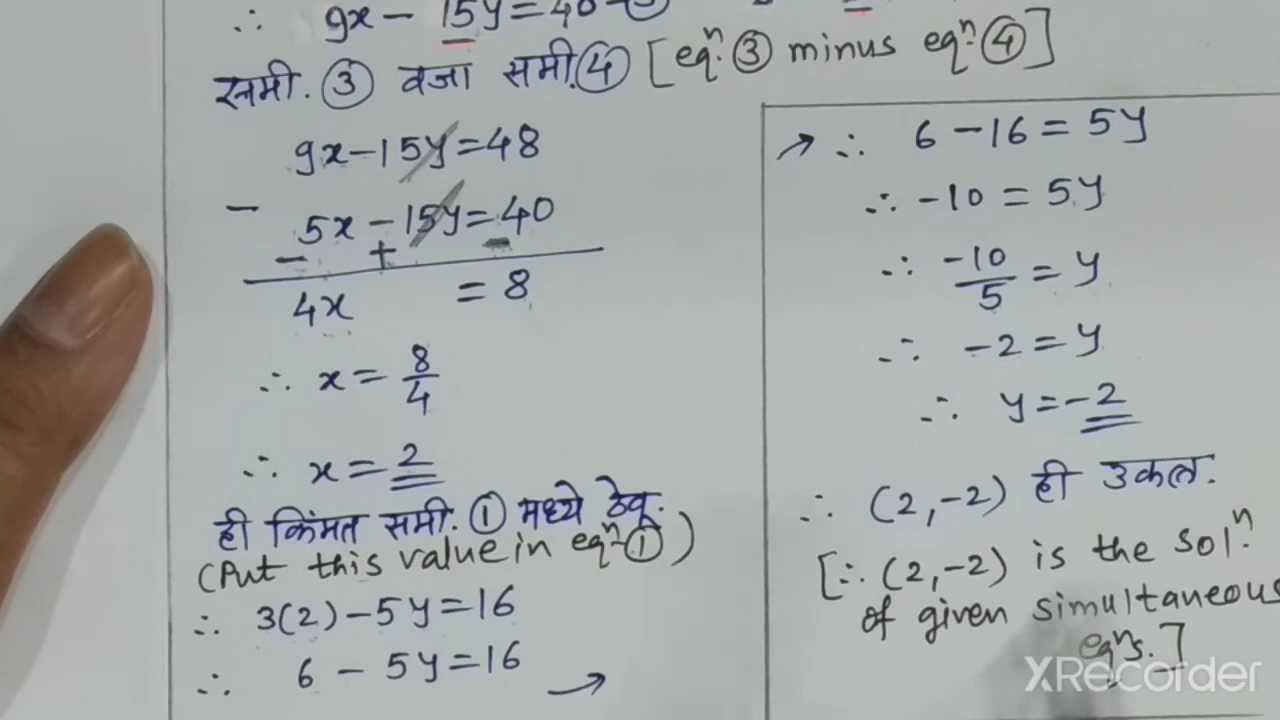 ∴ 9x − 15y = 40
समी. ③ वजा समी. ④ [eqⁿ. ③ minus eqⁿ. ④]
9x − 15y = 48
− 5x − 15y = 40
− + −
4x = 8
∴ x = 8/4
∴ x = 2
ही किंमत समी. ① मध्ये ठेवू.
(Put this value in eqⁿ. ①)
∴ 3(2) − 5y = 16
∴ 6 − 5y = 16 →
→ ∴ 6 − 16 = 5y
∴ −10 = 5y
∴ −10/5 = y
∴ −2 = y
∴ y = −2
∴ (2, −2) ही उकल.
[∴ (2, −2) is the solⁿ.
of given simultaneous
eqⁿs.]
XRecorder